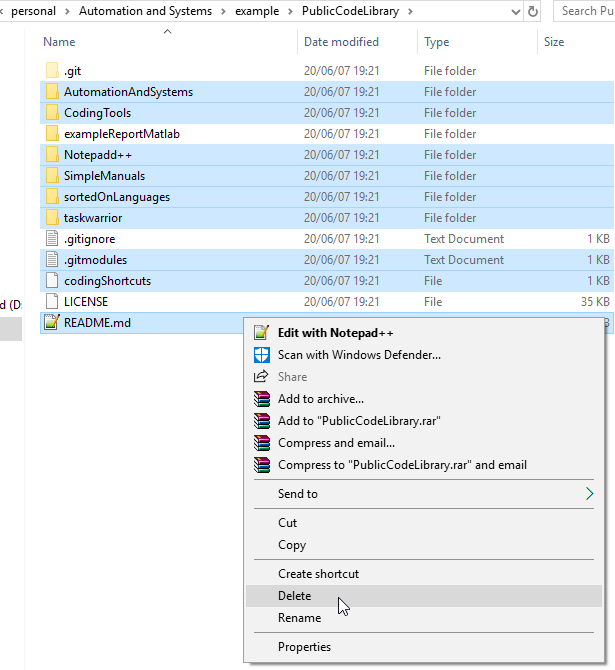 personal > Automation and Systems > example > PublicCodeLibrary > Search Pu
Name Date modified Type Size
.git 20/06/07 19:21 File folder
AutomationAndSystems 20/06/07 19:21 File folder
CodingTools 20/06/07 19:21 File folder
exampleReportMatlab 20/06/07 19:21 File folder
Notepadd++ 20/06/07 19:21 File folder
SimpleManuals 20/06/07 19:21 File folder
sortedOnLanguages 20/06/07 19:21 File folder
taskwarrior 20/06/07 19:21 File folder
.gitignore 20/06/07 19:21 Text Document 1 KB
.gitmodules 20/06/07 19:21 Text Document 1 KB
codingShortcuts 20/06/07 19:21 File 1 KB
d (D: LICENSE 20/06/07 19:21 File 35 KB
README.md
Edit with Notepad++
Scan with Windows Defender...
Share
Add to archive...
Add to "PublicCodeLibrary.rar"
Compress and email...
Compress to "PublicCodeLibrary.rar" and email
Send to
Cut
Copy
Create shortcut
Delete
Rename
Properties